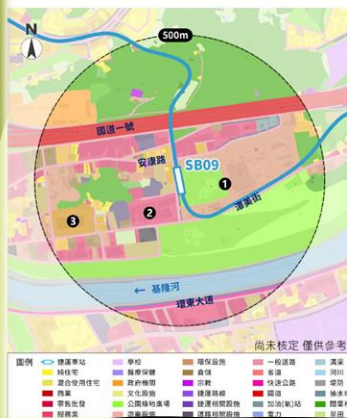 N
500m
國道一號
安康路
SB09
1
潭美街
2
3
← 基隆河
環東大道
尚未核定 僅供參考
圖例 捷運車站 學校 環保設施 一般道路 溝渠
純住宅 醫療保健 倉儲 省道 河川
混合使用住宅 政府機關 宗教 快速公路 堤防
商業 文化設施 捷運路線 國道
零售批發 公園綠地廣場 捷運相關設施 加油(氣)站
服務業 遊憩設施 道路相關設施 電力